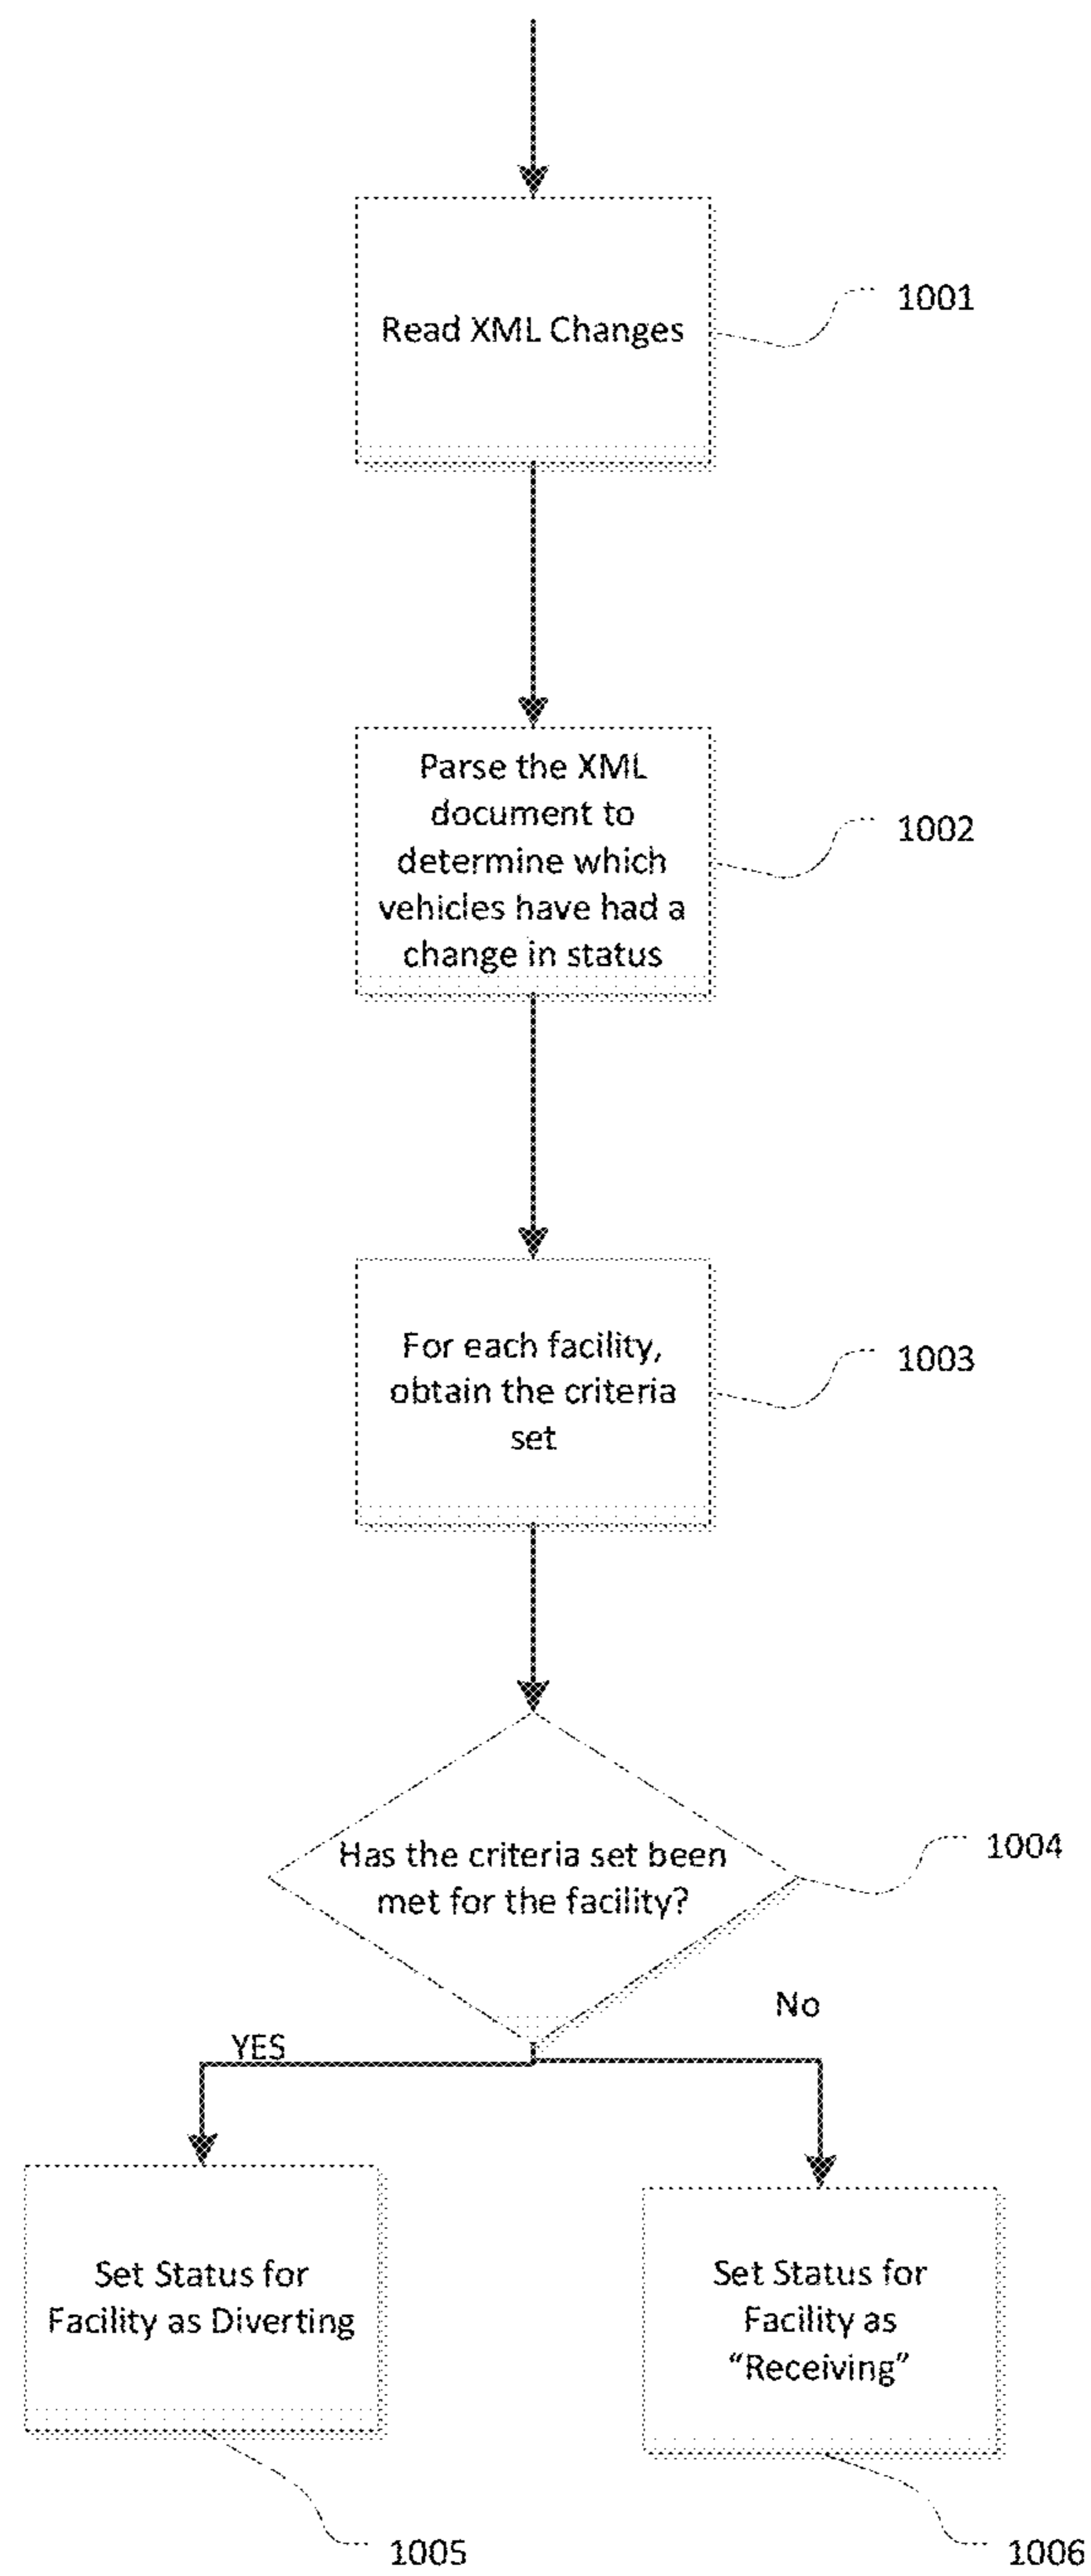 Read XML Changes
1001
Parse the XML
document to
determine which
vehicles have had a
change in status
1002
For each facility,
obtain the criteria
set
1003
Has the criteria set been
met for the facility?
1004
YES
No
Set Status for
Facility as Diverting
1005
Set Status for
Facility as
“Receiving”
1006